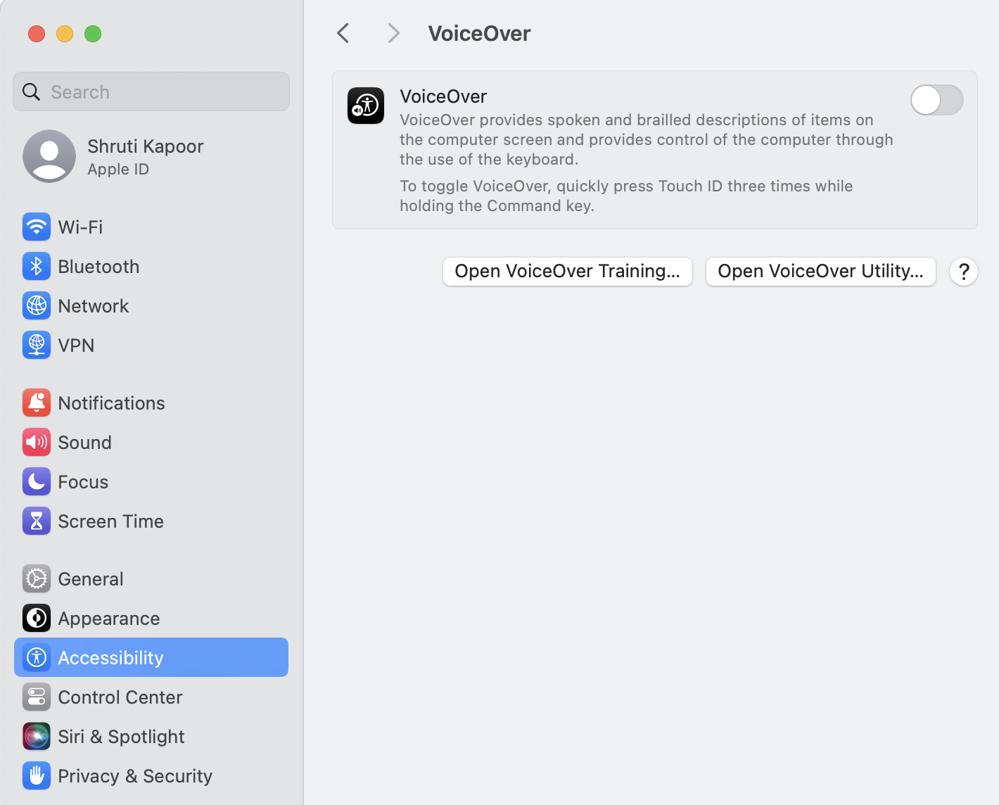 Search
Shruti Kapoor
Apple ID
Wi-Fi
Bluetooth
Network
VPN
Notifications
Sound
Focus
Screen Time
General
Appearance
Accessibility
Control Center
Siri & Spotlight
Privacy & Security
VoiceOver
VoiceOver
VoiceOver provides spoken and brailled descriptions of items on
the computer screen and provides control of the computer through
the use of the keyboard.
To toggle VoiceOver, quickly press Touch ID three times while
holding the Command key.
Open VoiceOver Training...
Open VoiceOver Utility...
?